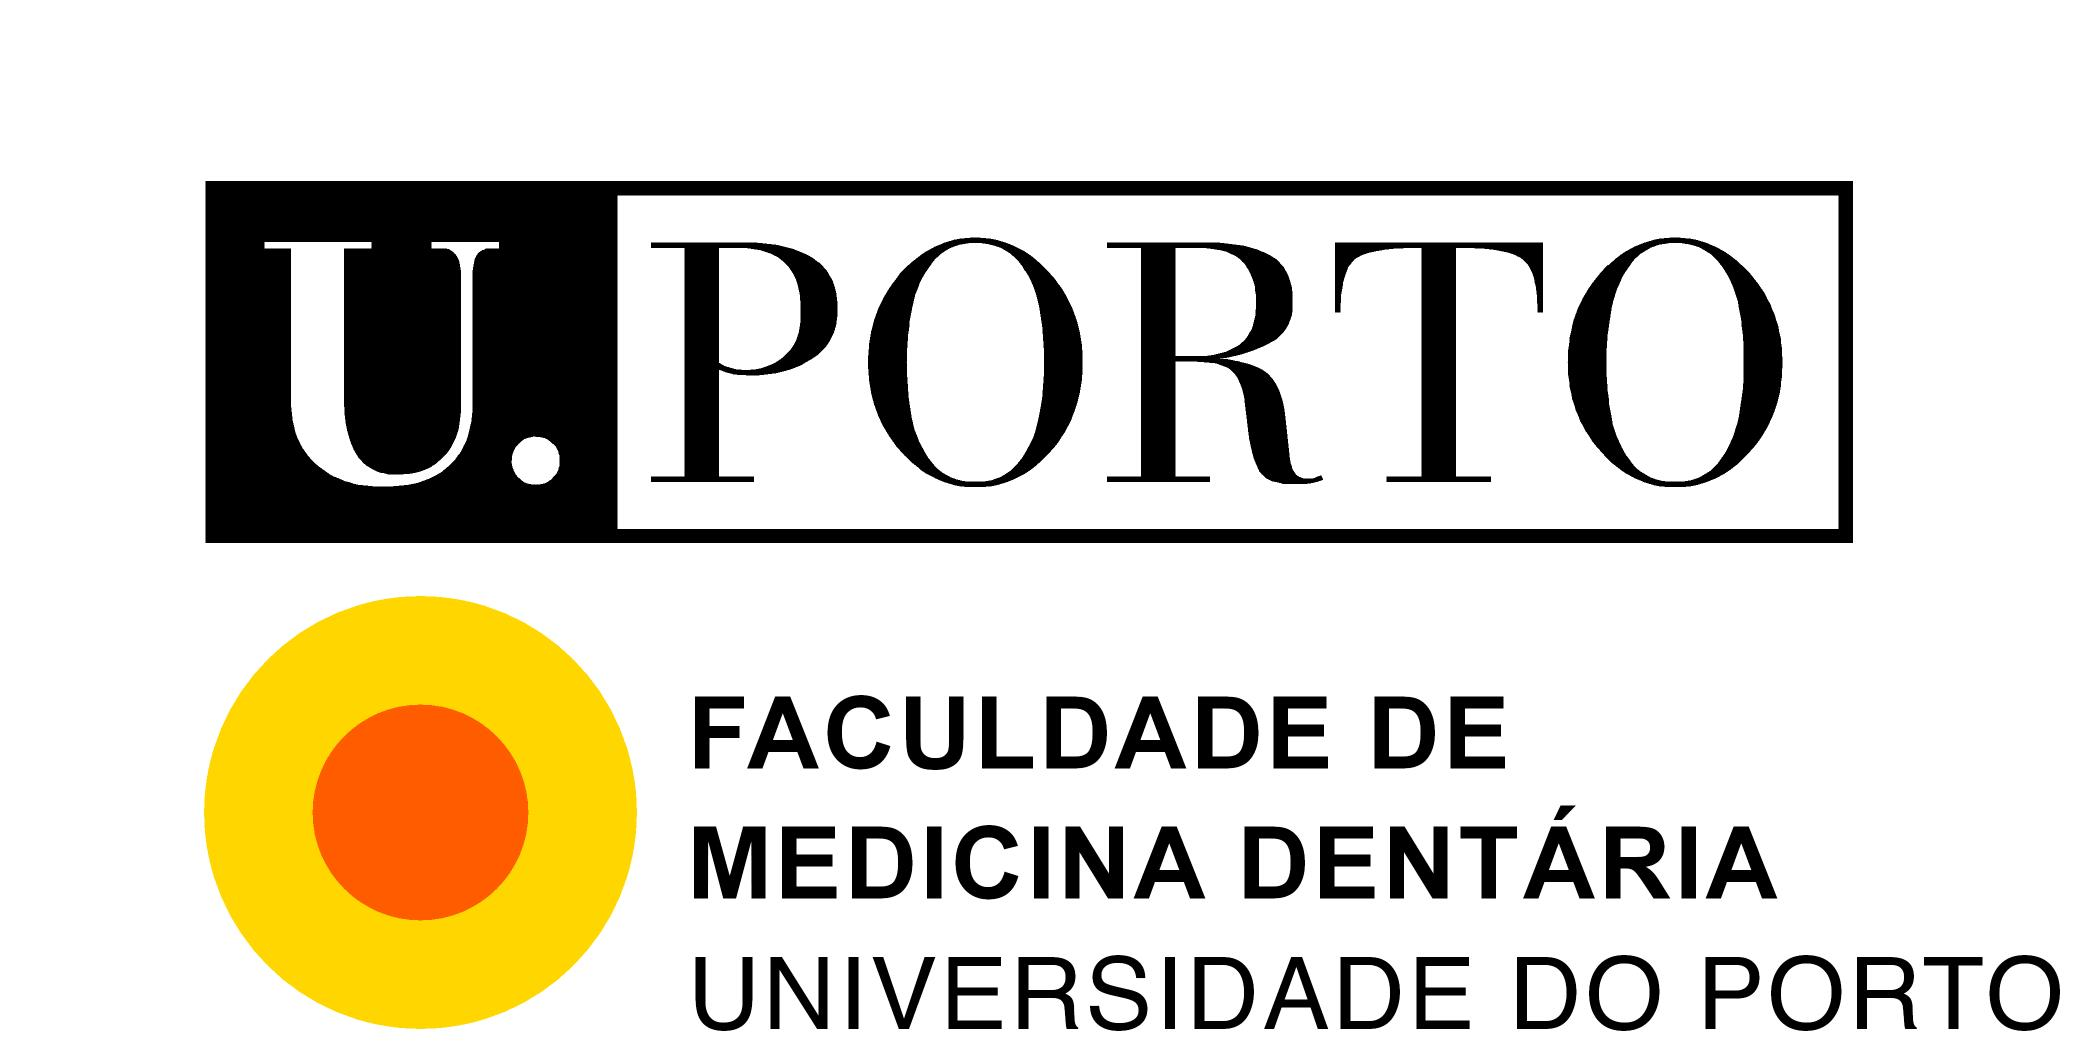 U. PORTO
FACULDADE DE
MEDICINA DENTÁRIA
UNIVERSIDADE DO PORTO